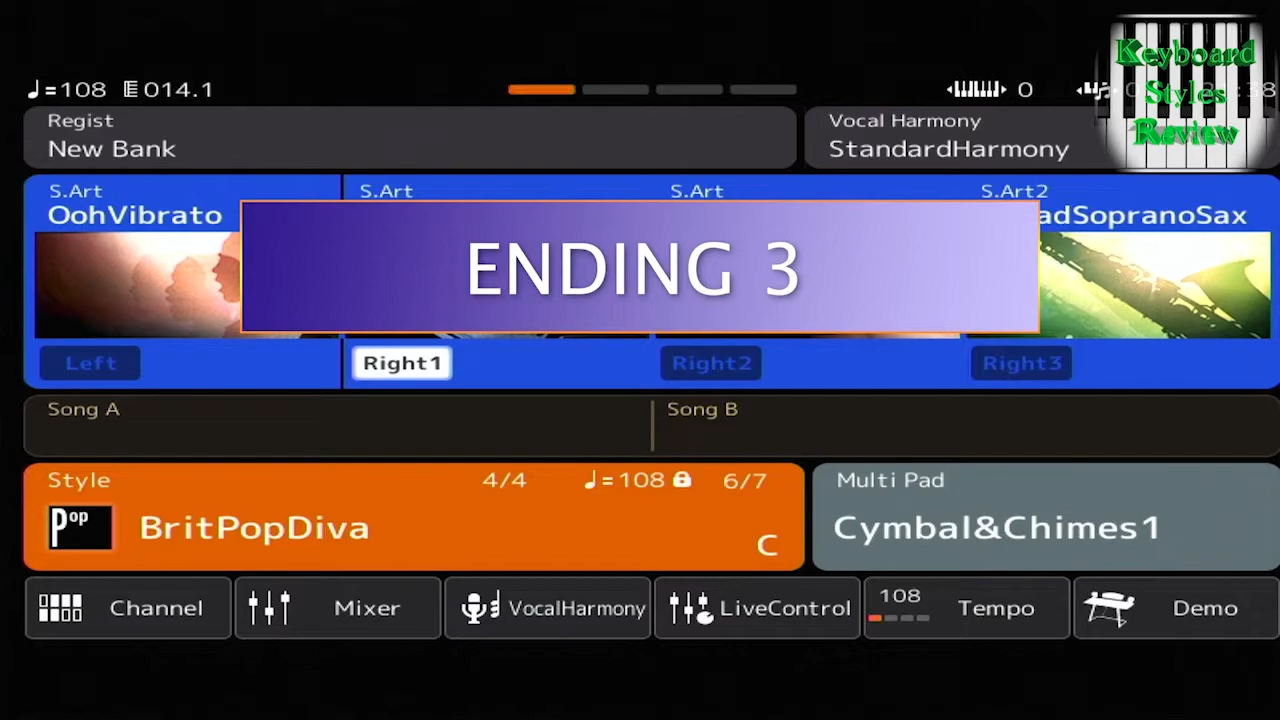 ♩=108 014.1
0
:38
Keyboard
Styles
Review
Regist
New Bank
Vocal Harmony
StandardHarmony
S.Art
OohVibrato
S.Art
S.Art
S.Art2
adSopranoSax
ENDING 3
Left
Right1
Right2
Right3
Song A
Song B
Style
4/4
♩=108
6/7
Pop
BritPopDiva
C
Multi Pad
Cymbal&Chimes1
Channel
Mixer
VocalHarmony
LiveControl
108
Tempo
Demo